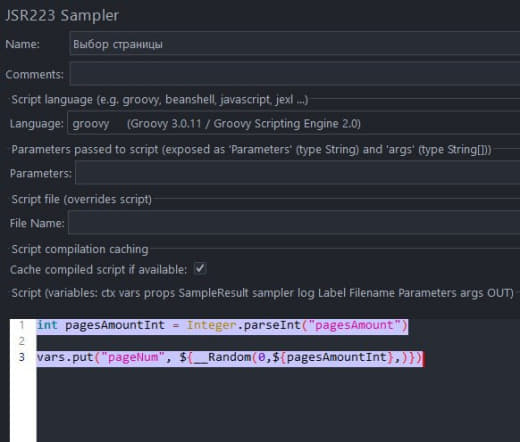 JSR223 Sampler
Name: Выбор страницы
Comments:
Script language (e.g. groovy, beanshell, javascript, jexl ...)
Language: groovy (Groovy 3.0.11 / Groovy Scripting Engine 2.0)
Parameters passed to script (exposed as 'Parameters' (type String) and 'args' (type String[]))
Parameters:
Script file (overrides script)
File Name:
Script compilation caching
Cache compiled script if available:
Script (variables: ctx vars props SampleResult sampler log Label Filename Parameters args OUT)
1 int pagesAmountInt = Integer.parseInt("pagesAmount")
2
3 vars.put("pageNum", ${__Random(0,${pagesAmountInt},)})